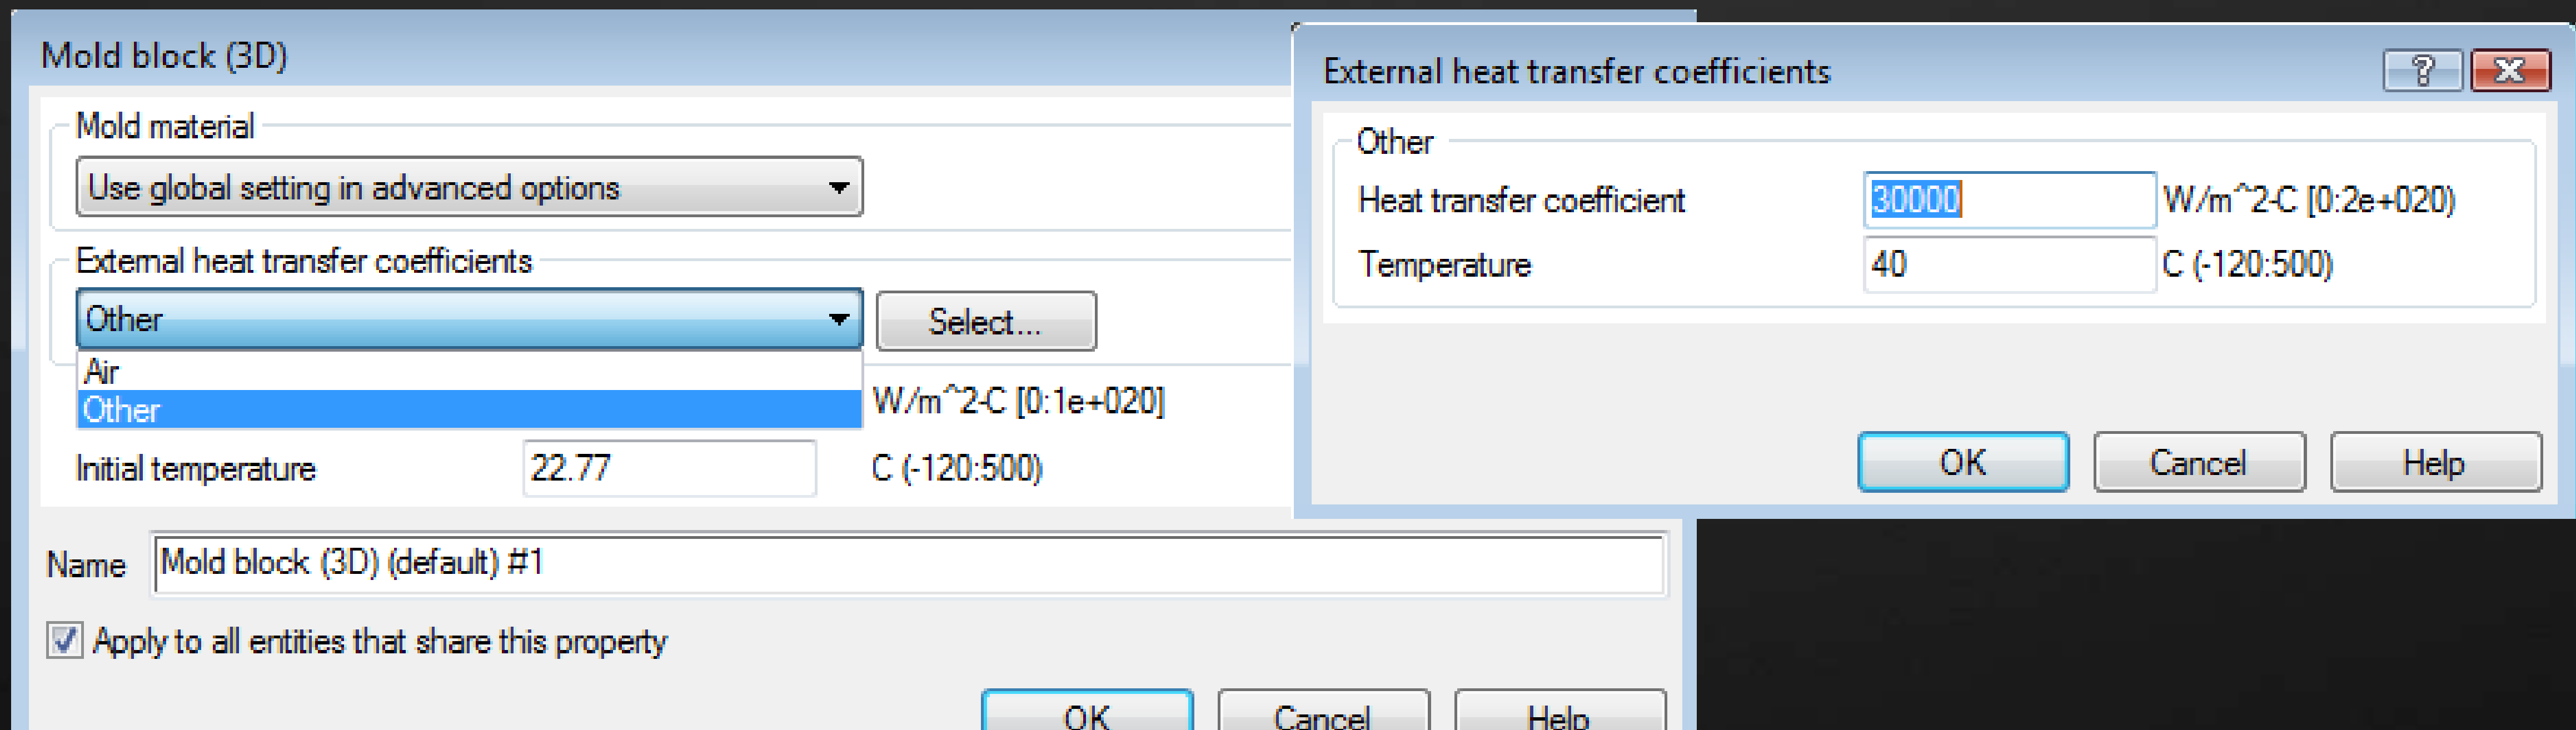 Mold block (3D)
Mold material
Use global setting in advanced options
External heat transfer coefficients
Other
Select...
Air
Other
W/m^2-C [0:1e+020]
Initial temperature 22.77 C (-120:500)
Name Mold block (3D) (default) #1
Apply to all entities that share this property
OK Cancel Help
External heat transfer coefficients
?
Other
Heat transfer coefficient 30000 W/m^2-C [0:2e+020)
Temperature 40 C (-120:500)
OK Cancel Help